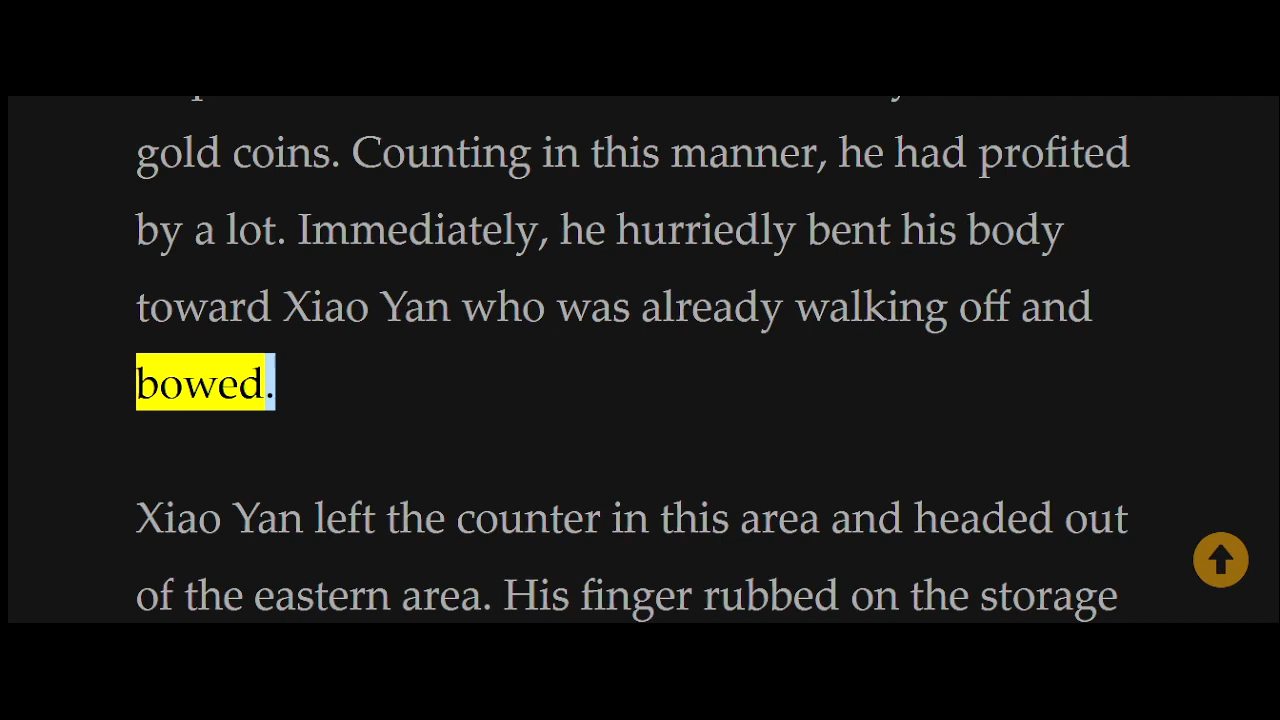 gold coins. Counting in this manner, he had profited
by a lot. Immediately, he hurriedly bent his body
toward Xiao Yan who was already walking off and
bowed.
Xiao Yan left the counter in this area and headed out
of the eastern area. His finger rubbed on the storage